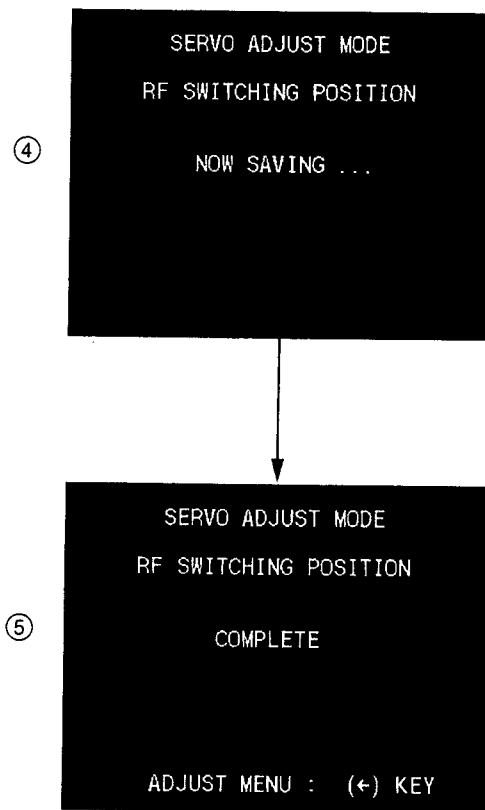 SERVO ADJUST MODE
RF SWITCHING POSITION
④
NOW SAVING ...
SERVO ADJUST MODE
RF SWITCHING POSITION
⑤
COMPLETE
ADJUST MENU : (←) KEY